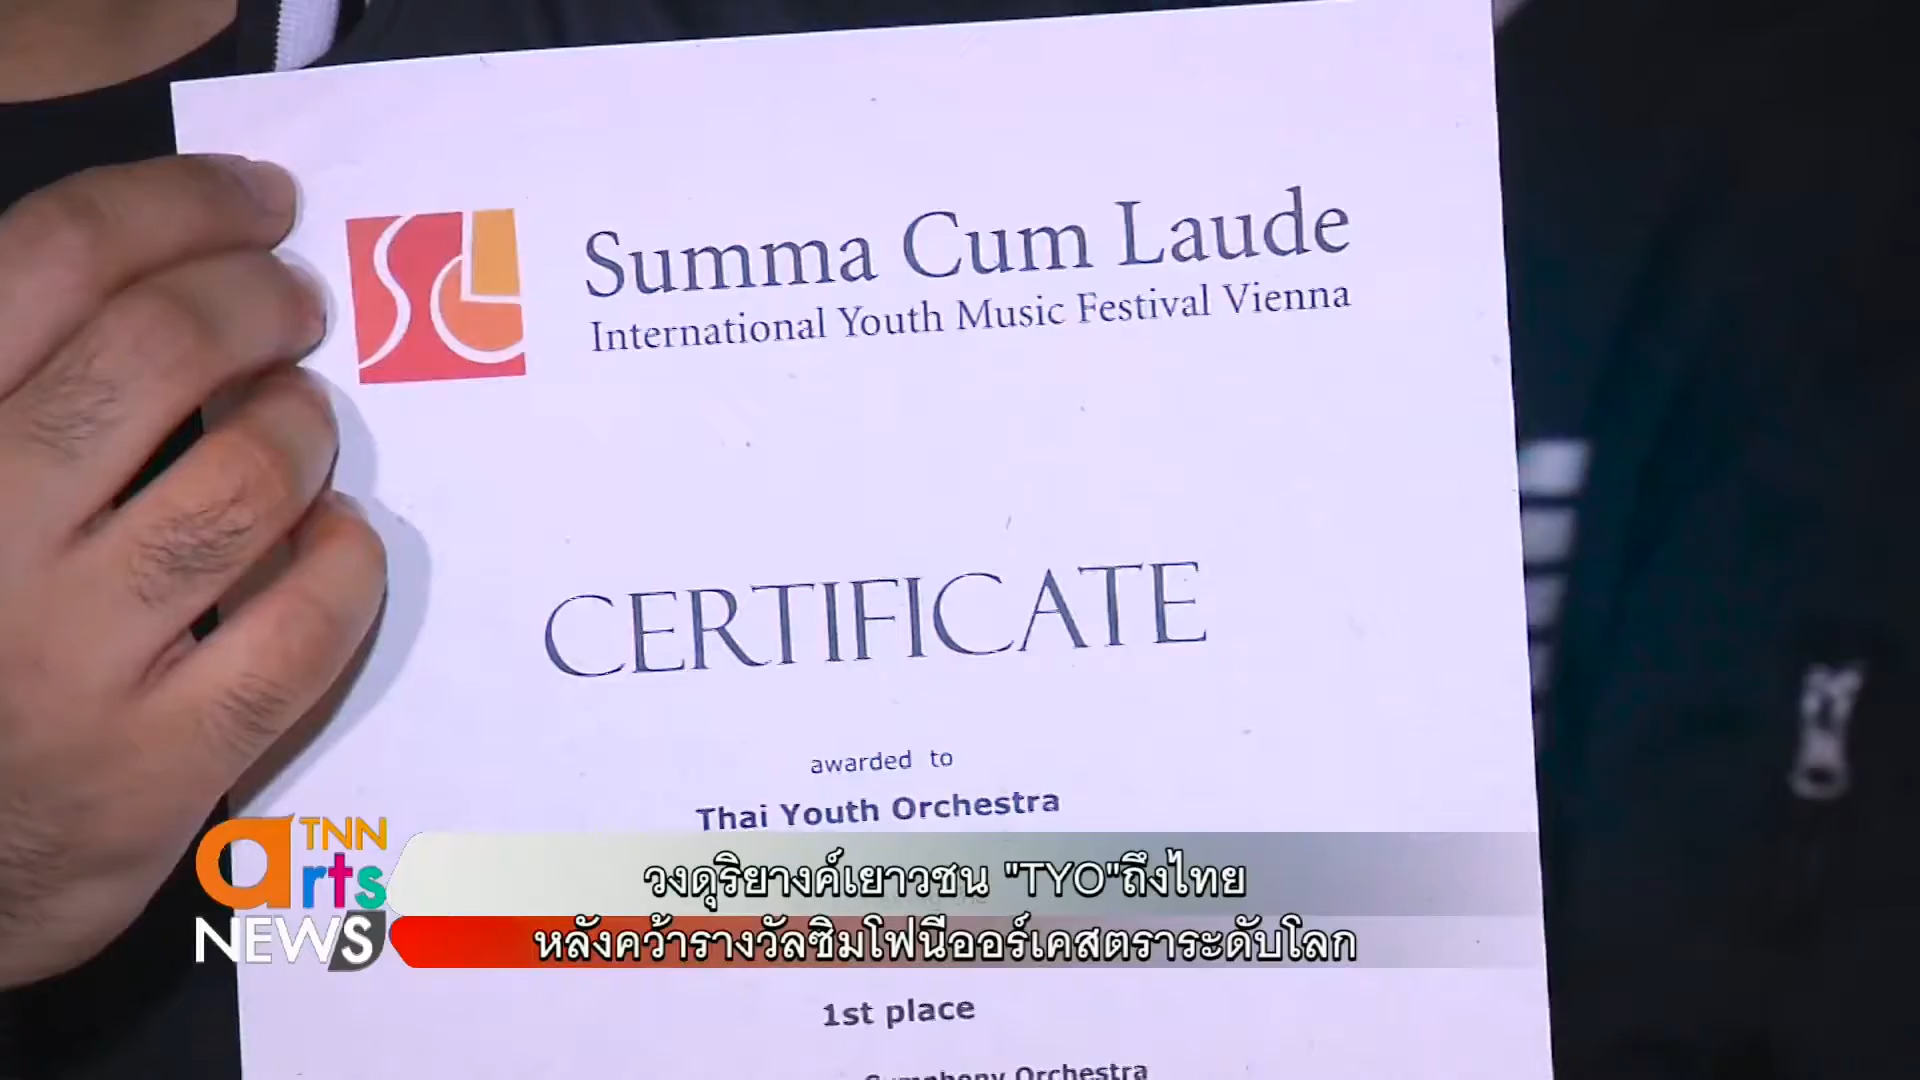 Summa Cum Laude
International Youth Music Festival Vienna
CERTIFICATE
awarded to
Thai Youth Orchestra
TNN
arts
NEWS
วงดุริยางค์เยาวชน "TYO"ถึงไทย
หลังคว้ารางวัลซิมโฟนีออร์เคสตราระดับโลก
1st place
Symphony Orchestra